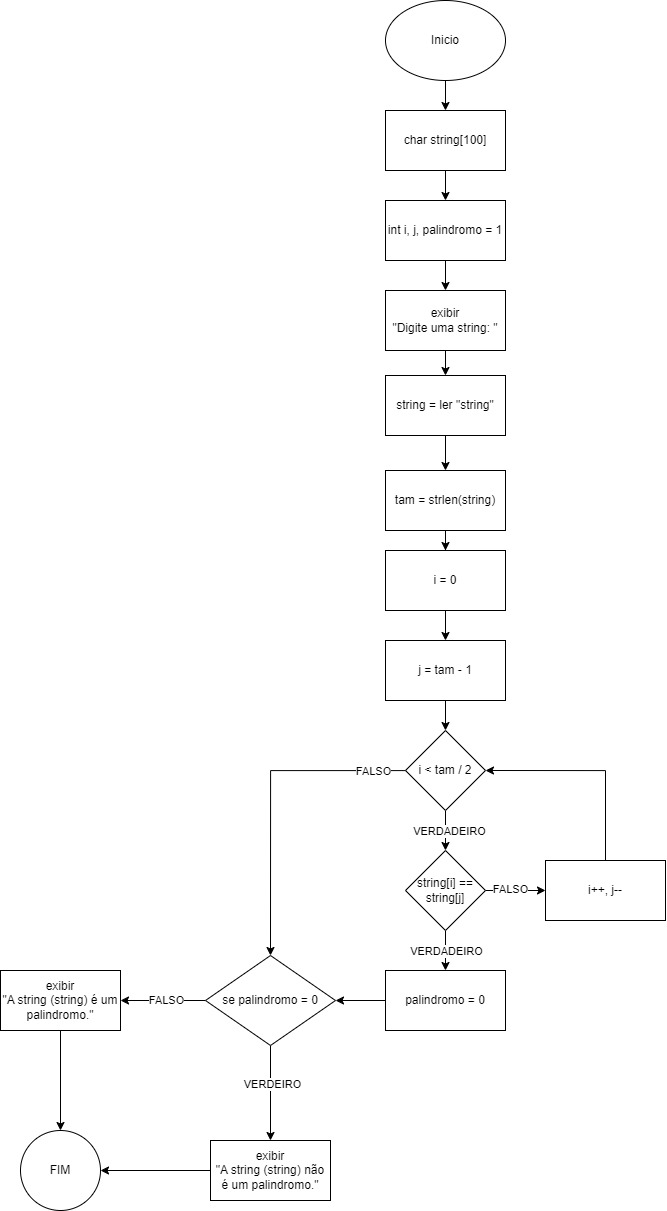 Inicio
char string[100]
int i, j, palindromo = 1
exibir
"Digite uma string: "
string = ler "string"
tam = strlen(string)
i = 0
j = tam - 1
i < tam / 2
FALSO
VERDADEIRO
string[i] ==
string[j]
FALSO
i++, j--
VERDADEIRO
palindromo = 0
se palindromo = 0
FALSO
exibir
"A string (string) é um
palindromo."
VERDEIRO
exibir
"A string (string) não
é um palindromo."
FIM